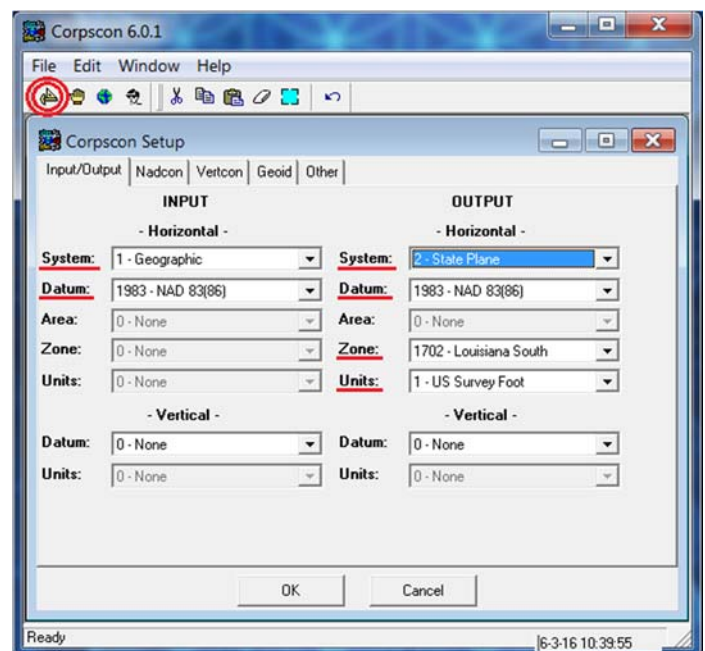 Corpscon 6.0.1
File Edit Window Help
Corpscon Setup
Input/Output Nadcon Vertcon Geoid Other
INPUT OUTPUT
- Horizontal - - Horizontal -
System: 1 - Geographic System: 2 - State Plane
Datum: 1983 - NAD 83(86) Datum: 1983 - NAD 83(86)
Area: 0 - None Area: 0 - None
Zone: 0 - None Zone: 1702 - Louisiana South
Units: 0 - None Units: 1 - US Survey Foot
- Vertical - - Vertical -
Datum: 0 - None Datum: 0 - None
Units: 0 - None Units: 0 - None
OK Cancel
Ready 6-3-16 10:39:55